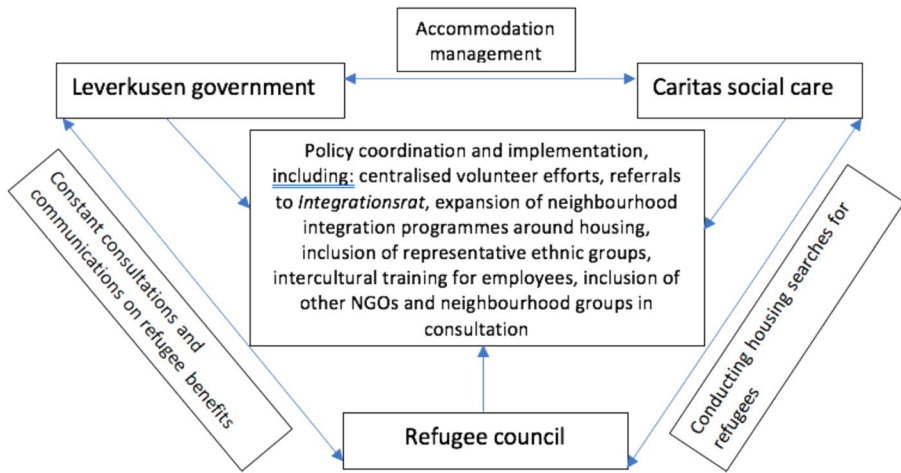 Accommodation
management
Leverkusen government
Caritas social care
Policy coordination and implementation,
including: centralised volunteer efforts, referrals
to Integrationsrat, expansion of neighbourhood
integration programmes around housing,
inclusion of representative ethnic groups,
intercultural training for employees, inclusion of
other NGOs and neighbourhood groups in
consultation
Constant consultations and
communications on refugee benefits
Conducting housing searches for
refugees
Refugee council